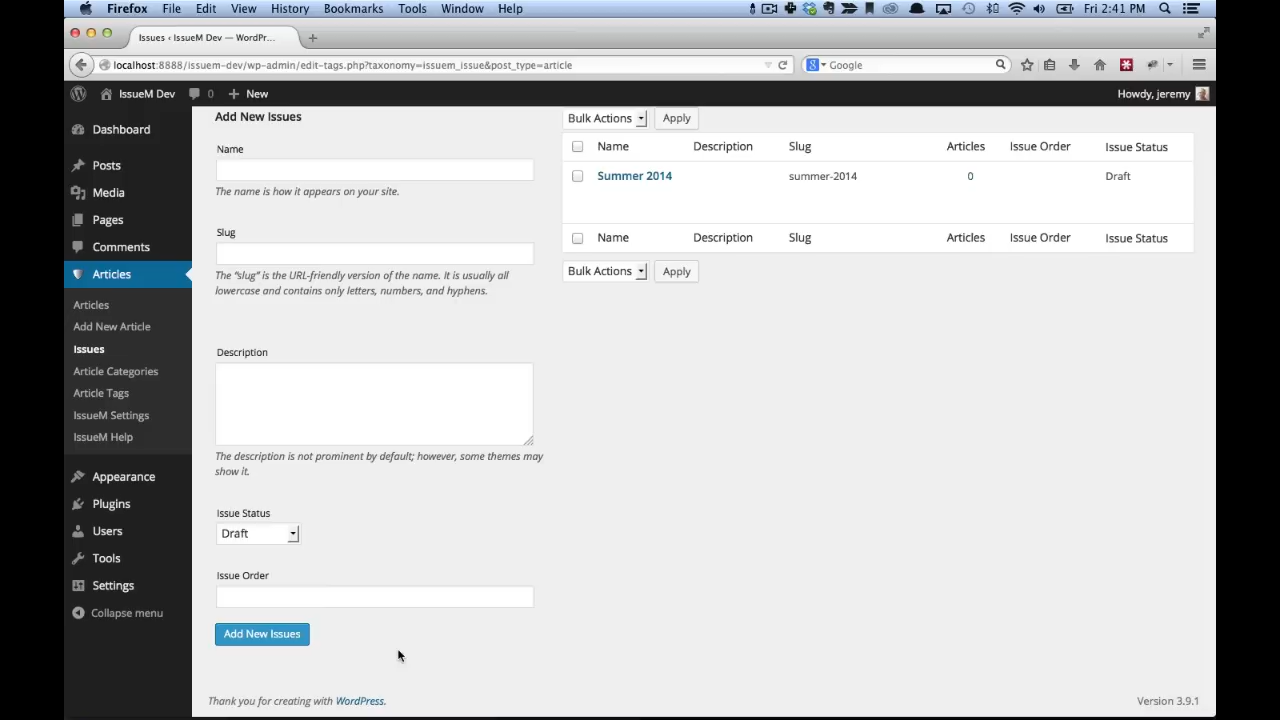 Firefox File Edit View History Bookmarks Tools Window Help Fri 2:41 PM
Issues ‹ IssueM Dev — WordPr...
localhost:8888/issuem-dev/wp-admin/edit-tags.php?taxonomy=issuem_issue&post_type=article
Google
IssueM Dev 0 + New Howdy, jeremy
Dashboard
Posts
Media
Pages
Comments
Articles
Articles
Add New Article
Issues
Article Categories
Article Tags
IssueM Settings
IssueM Help
Appearance
Plugins
Users
Tools
Settings
Collapse menu
Add New Issues
Name
The name is how it appears on your site.
Slug
The “slug” is the URL-friendly version of the name. It is usually all
lowercase and contains only letters, numbers, and hyphens.
Description
The description is not prominent by default; however, some themes may
show it.
Issue Status
Draft
Issue Order
Add New Issues
Bulk Actions Apply
Name Description Slug Articles Issue Order Issue Status
Summer 2014 summer-2014 0 Draft
Name Description Slug Articles Issue Order Issue Status
Bulk Actions Apply
Thank you for creating with WordPress. Version 3.9.1